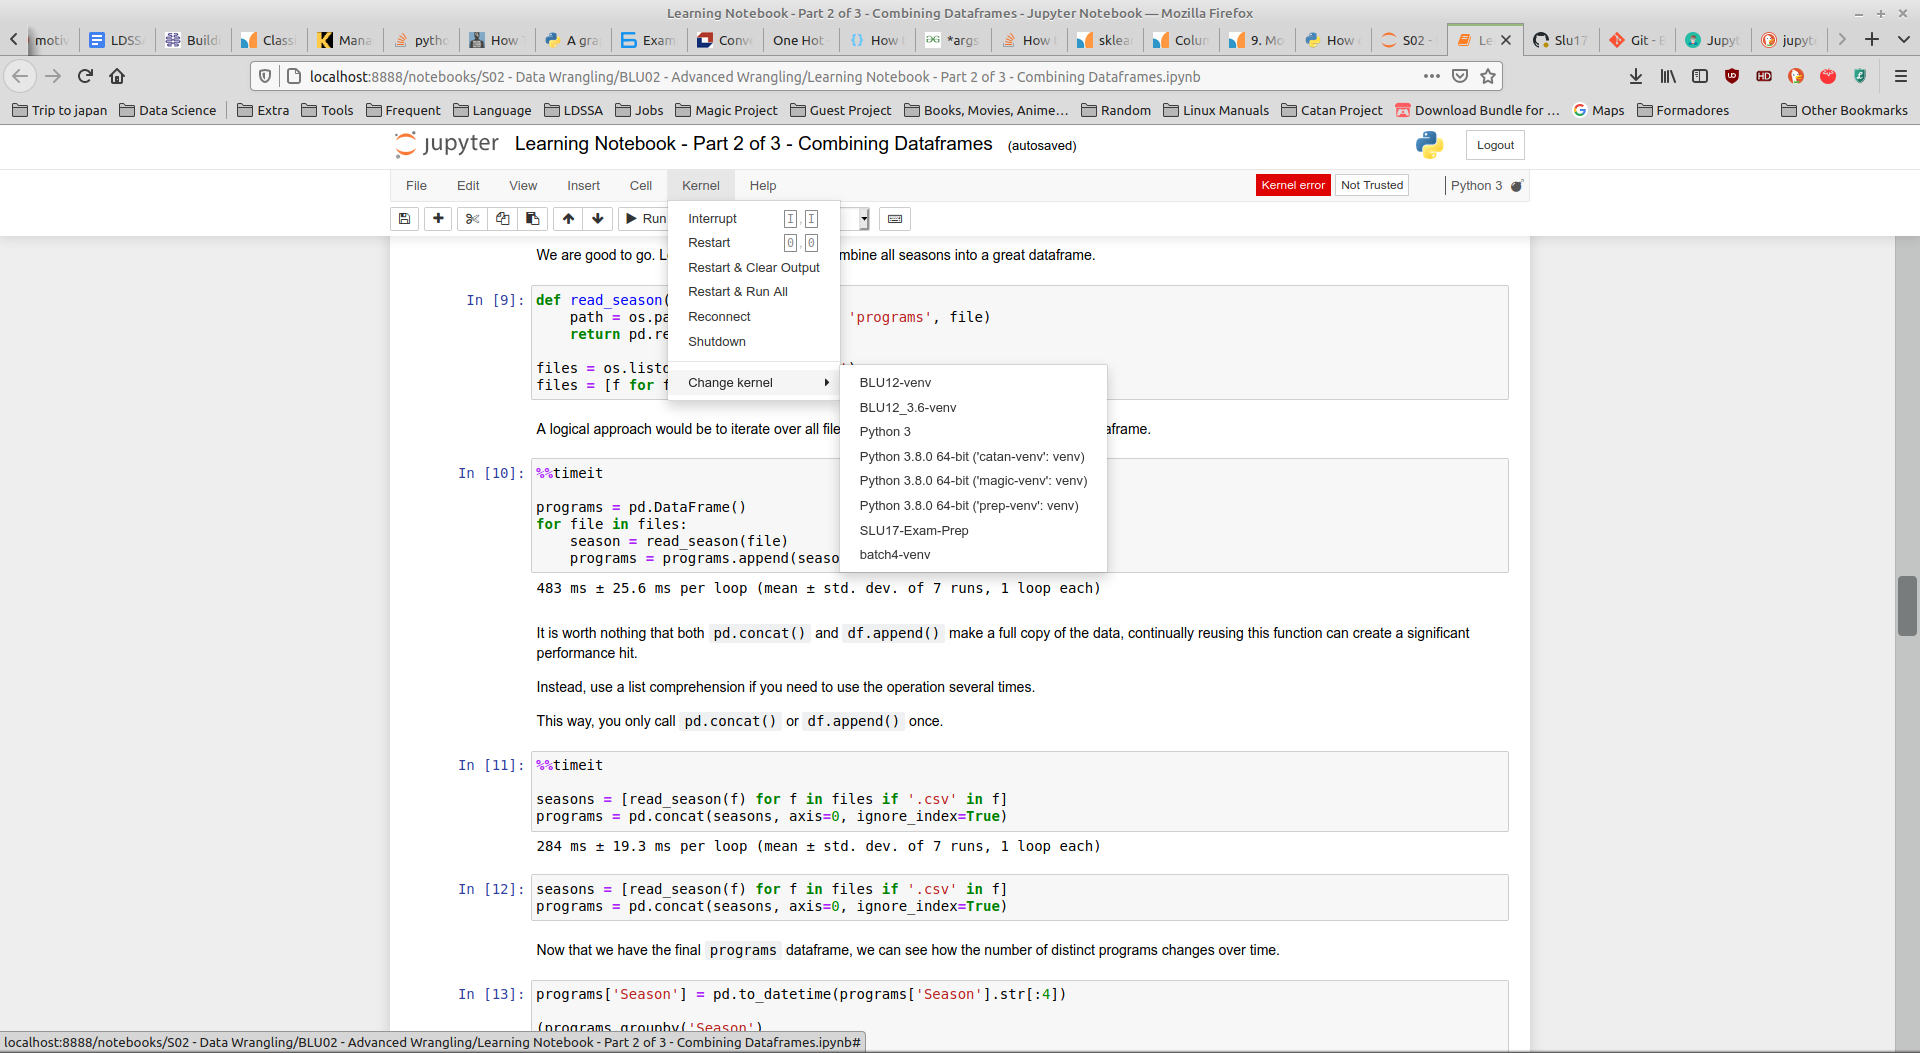 Learning Notebook - Part 2 of 3 - Combining Dataframes - Jupyter Notebook — Mozilla Firefox
motiv LDSSA Buildi Classi Mana pytho How T A gra Exam Conv One Hot How *args How sklea Colum 9. Mo How S02 - Le Slu17 Git - B Jupyt jupyt
localhost:8888/notebooks/S02 - Data Wrangling/BLU02 - Advanced Wrangling/Learning Notebook - Part 2 of 3 - Combining Dataframes.ipynb
Trip to japan Data Science Extra Tools Frequent Language LDSSA Jobs Magic Project Guest Project Books, Movies, Anime... Random Linux Manuals Catan Project Download Bundle for ... Maps Formadores Other Bookmarks
jupyter Learning Notebook - Part 2 of 3 - Combining Dataframes (autosaved) Logout
File Edit View Insert Cell Kernel Help Kernel error Not Trusted Python 3
Run
Interrupt I , I
Restart 0 , 0
Restart & Clear Output
Restart & Run All
Reconnect
Shutdown
Change kernel
BLU12-venv
BLU12_3.6-venv
Python 3
Python 3.8.0 64-bit ('catan-venv': venv)
Python 3.8.0 64-bit ('magic-venv': venv)
Python 3.8.0 64-bit ('prep-venv': venv)
SLU17-Exam-Prep
batch4-venv
We are good to go. L mbine all seasons into a great dataframe.
In [9]: def read_season(
path = os.pa 'programs', file)
return pd.re
files = os.listd
files = [f for f
A logical approach would be to iterate over all file aframe.
In [10]: %%timeit
programs = pd.DataFrame()
for file in files:
season = read_season(file)
programs = programs.append(seaso
483 ms ± 25.6 ms per loop (mean ± std. dev. of 7 runs, 1 loop each)
It is worth nothing that both pd.concat() and df.append() make a full copy of the data, continually reusing this function can create a significant
performance hit.
Instead, use a list comprehension if you need to use the operation several times.
This way, you only call pd.concat() or df.append() once.
In [11]: %%timeit
seasons = [read_season(f) for f in files if '.csv' in f]
programs = pd.concat(seasons, axis=0, ignore_index=True)
284 ms ± 19.3 ms per loop (mean ± std. dev. of 7 runs, 1 loop each)
In [12]: seasons = [read_season(f) for f in files if '.csv' in f]
programs = pd.concat(seasons, axis=0, ignore_index=True)
Now that we have the final programs dataframe, we can see how the number of distinct programs changes over time.
In [13]: programs['Season'] = pd.to_datetime(programs['Season'].str[:4])
(programs.groupby('Season')
localhost:8888/notebooks/S02 - Data Wrangling/BLU02 - Advanced Wrangling/Learning Notebook - Part 2 of 3 - Combining Dataframes.ipynb#